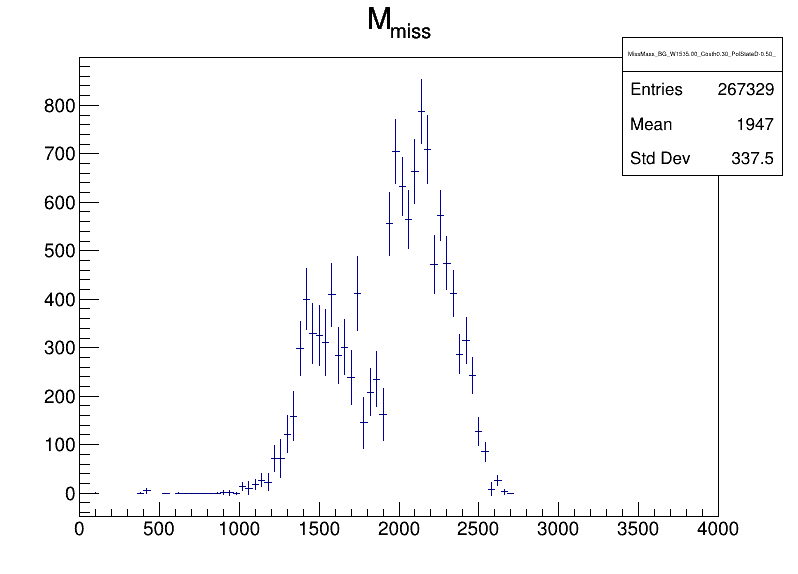 M_miss
MissMass_BG_W1535.00_Costh0.30_PolStateD-0.50_
Entries 267329
Mean 1947
Std Dev 337.5
800
700
600
500
400
300
200
100
0
0 500 1000 1500 2000 2500 3000 3500 4000